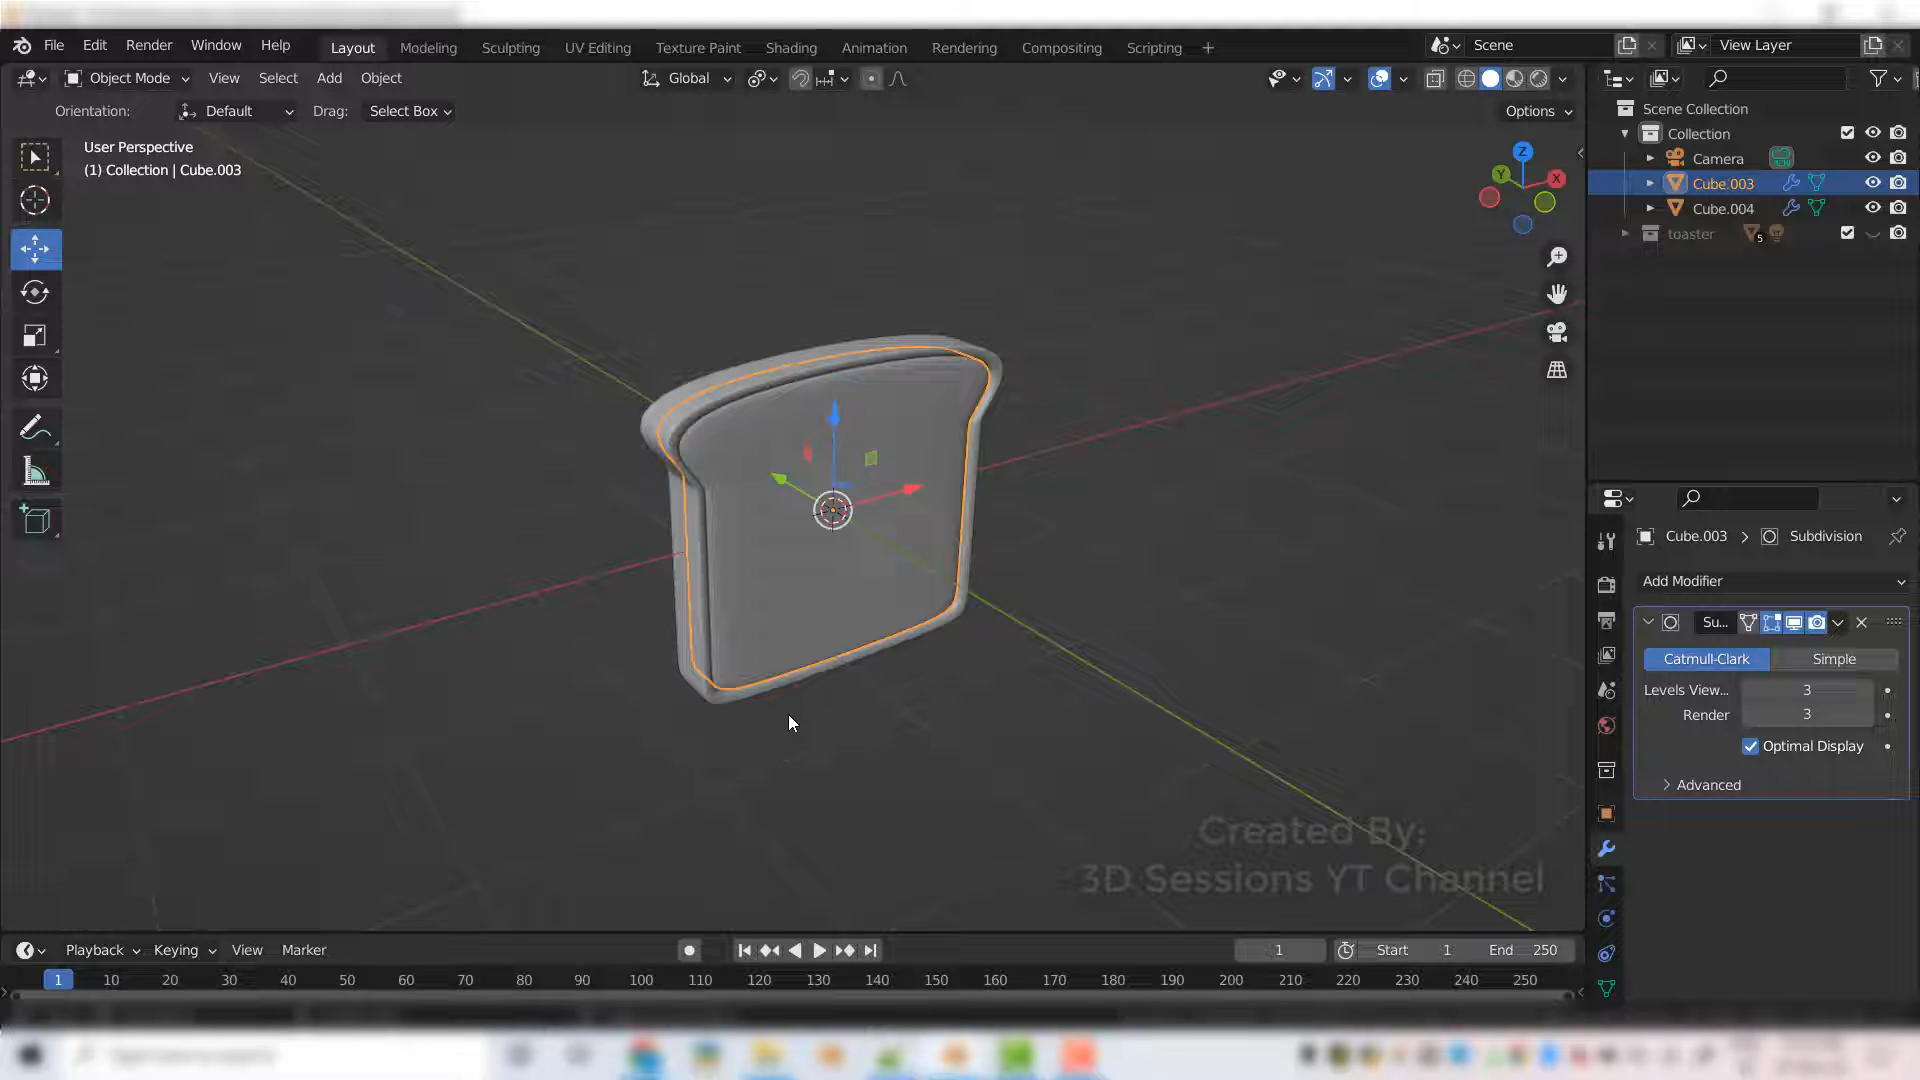 File Edit Render Window Help Layout Modeling Sculpting UV Editing Texture Paint Shading Animation Rendering Compositing Scripting + Scene View Layer
Object Mode View Select Add Object Global
Orientation: Default Drag: Select Box Options
User Perspective
(1) Collection | Cube.003
Z
Y
X
Scene Collection
Collection
Camera
Cube.003
Cube.004
toaster 5
Cube.003 > Subdivision
Add Modifier
Su...
Catmull-Clark Simple
Levels View... 3
Render 3
Optimal Display
Advanced
Created By:
3D Sessions YT Channel
Playback Keying View Marker 1 Start 1 End 250
1 10 20 30 40 50 60 70 80 90 100 110 120 130 140 150 160 170 180 190 200 210 220 230 240 250